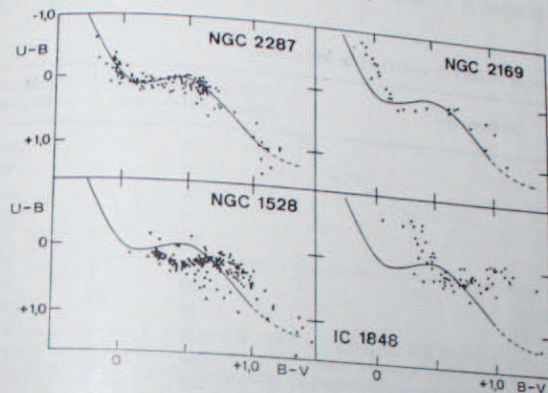 -1,0
U-B
0
+1,0
NGC 2287
NGC 2169
U-B
0
+1,0
NGC 1528
IC 1848
0
+1,0 B-V
0
+1,0 B-V